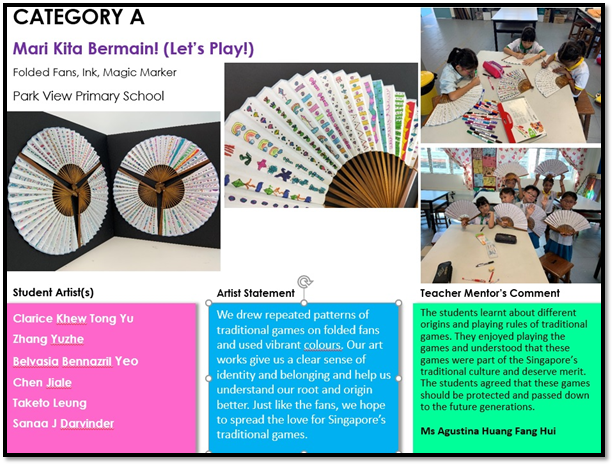 CATEGORY A
Mari Kita Bermain! (Let's Play!)
Folded Fans, Ink, Magic Marker
Park View Primary School
Student Artist(s)
Clarice Khew Tong Yu
Zhang Yuzhe
Belvasia Bennazril Yeo
Chen Jiale
Taketo Leung
Sanaa J Darvinder
Artist Statement
We drew repeated patterns of
traditional games on folded fans
and used vibrant colours. Our art
works give us a clear sense of
identity and belonging and help us
understand our root and origin
better. Just like the fans, we hope
to spread the love for Singapore's
traditional games.
Teacher Mentor's Comment
The students learnt about different
origins and playing rules of traditional
games. They enjoyed playing the
games and understood that these
games were part of the Singapore's
traditional culture and deserve merit.
The students agreed that these games
should be protected and passed down
to the future generations.
Ms Agustina Huang Fang Hui